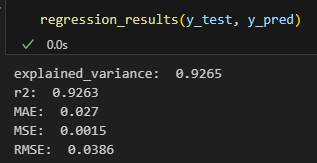 regression_results(y_test, y_pred)
✓ 0.0s
explained_variance: 0.9265
r2: 0.9263
MAE: 0.027
MSE: 0.0015
RMSE: 0.0386